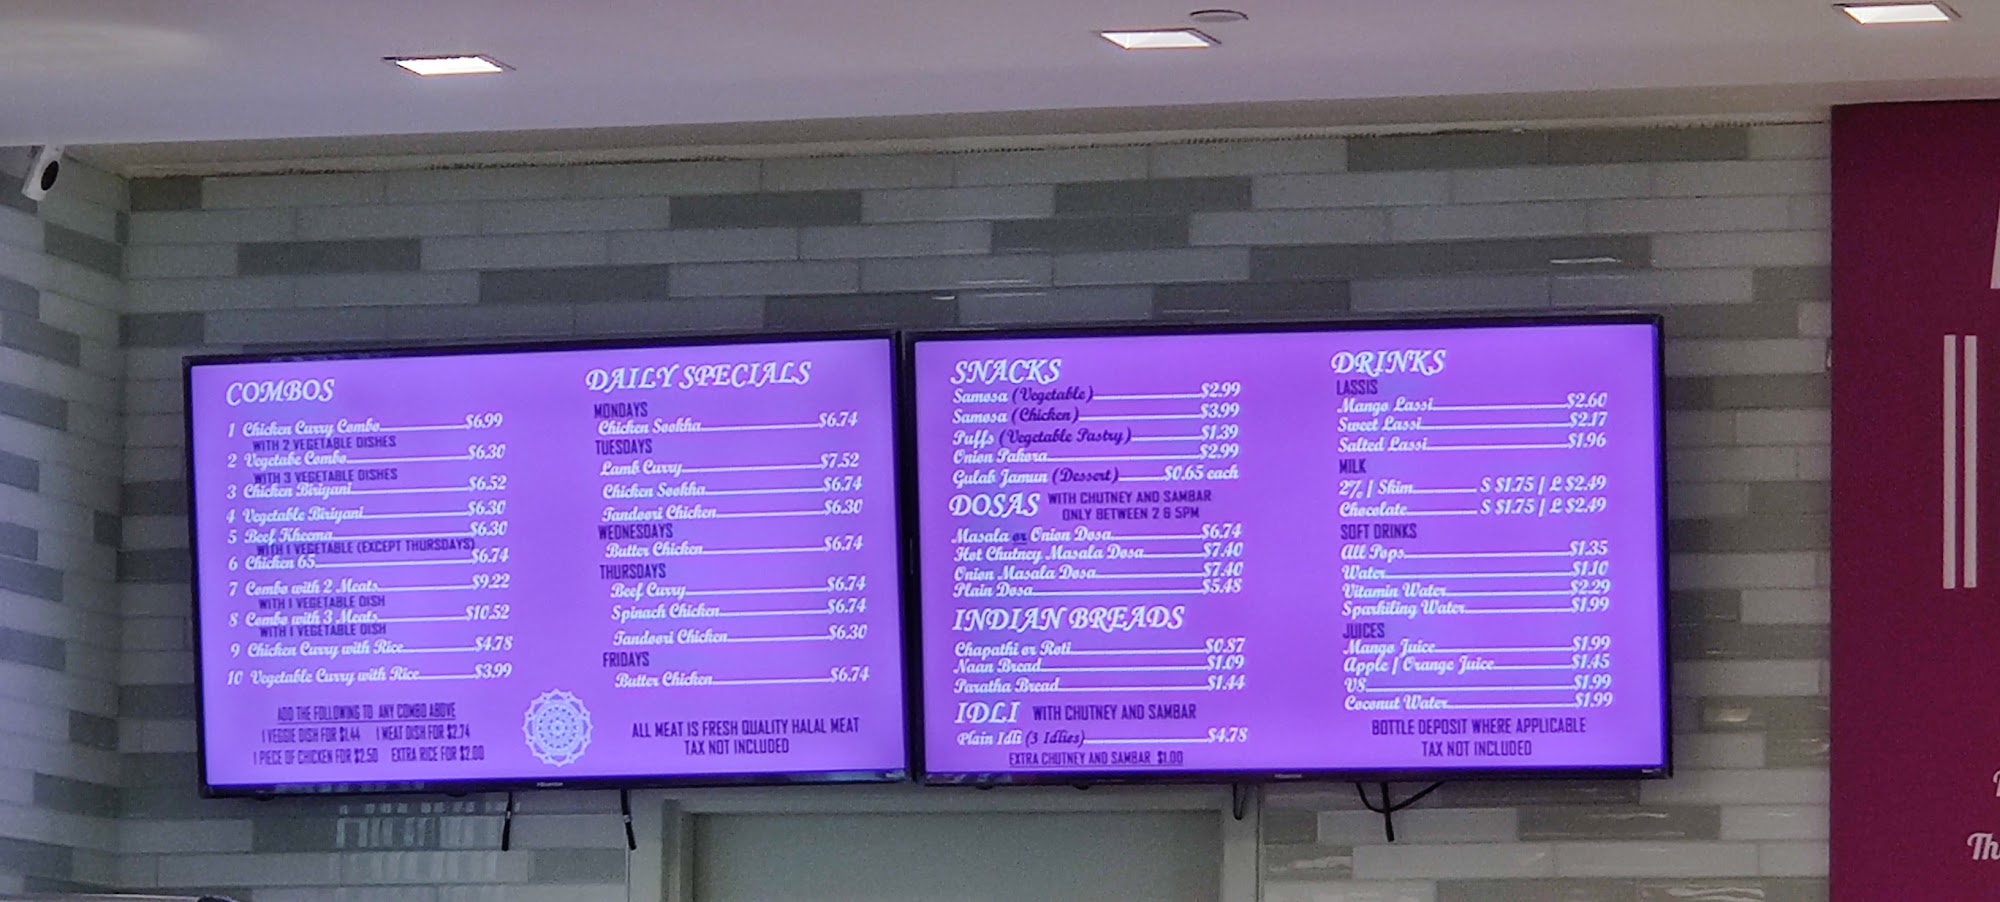 COMBOS
1 Chicken Curry Combo $6.99
WITH 2 VEGETABLE DISHES
2 Vegetabe Combo $6.30
WITH 3 VEGETABLE DISHES
3 Chicken Biriyani $6.52
4 Vegetable Biriyani $6.30
5 Beef Kheema $6.30
WITH 1 VEGETABLE (EXCEPT THURSDAYS)
6 Chicken 65 $6.74
7 Combo with 2 Meats $9.22
WITH 1 VEGETABLE DISH
8 Combo with 3 Meats $10.52
WITH 1 VEGETABLE DISH
9 Chicken Curry with Rice $4.78
10 Vegetable Curry with Rice $3.99
ADD THE FOLLOWING TO ANY COMBO ABOVE
1 VEGGIE DISH FOR $1.44 1 MEAT DISH FOR $2.74
1 PIECE OF CHICKEN FOR $2.50 EXTRA RICE FOR $2.00
DAILY SPECIALS
MONDAYS
Chicken Sookha $6.74
TUESDAYS
Lamb Curry $7.52
Chicken Sookha $6.74
Tandoori Chicken $6.30
WEDNESDAYS
Butter Chicken $6.74
THURSDAYS
Beef Curry $6.74
Spinach Chicken $6.74
Tandoori Chicken $6.30
FRIDAYS
Butter Chicken $6.74
ALL MEAT IS FRESH QUALITY HALAL MEAT
TAX NOT INCLUDED
Hisense
SNACKS
Samosa (Vegetable) $2.99
Samosa (Chicken) $3.99
Puffs (Vegetable Pastry) $1.39
Onion Pakora $2.99
Gulab Jamun (Dessert) $0.65 each
DOSAS WITH CHUTNEY AND SAMBAR
ONLY BETWEEN 2 & 5PM
Masala or Onion Dosa $6.74
Hot Chutney Masala Dosa $7.40
Onion Masala Dosa $7.40
Plain Dosa $5.48
INDIAN BREADS
Chapathi or Roti $0.87
Naan Bread $1.09
Paratha Bread $1.44
IDLI WITH CHUTNEY AND SAMBAR
Plain Idli (3 Idlies) $4.78
EXTRA CHUTNEY AND SAMBAR $1.00
DRINKS
LASSIS
Mango Lassi $2.60
Sweet Lassi $2.17
Salted Lassi $1.96
MILK
2% / Skim S $1.75 / L $2.49
Chocolate S $1.75 / L $2.49
SOFT DRINKS
All Pops $1.35
Water $1.10
Vitamin Water $2.29
Sparkiling Water $1.99
JUICES
Mango Juice $1.99
Apple / Orange Juice $1.45
V8 $1.99
Coconut Water $1.99
BOTTLE DEPOSIT WHERE APPLICABLE
TAX NOT INCLUDED
Hisense